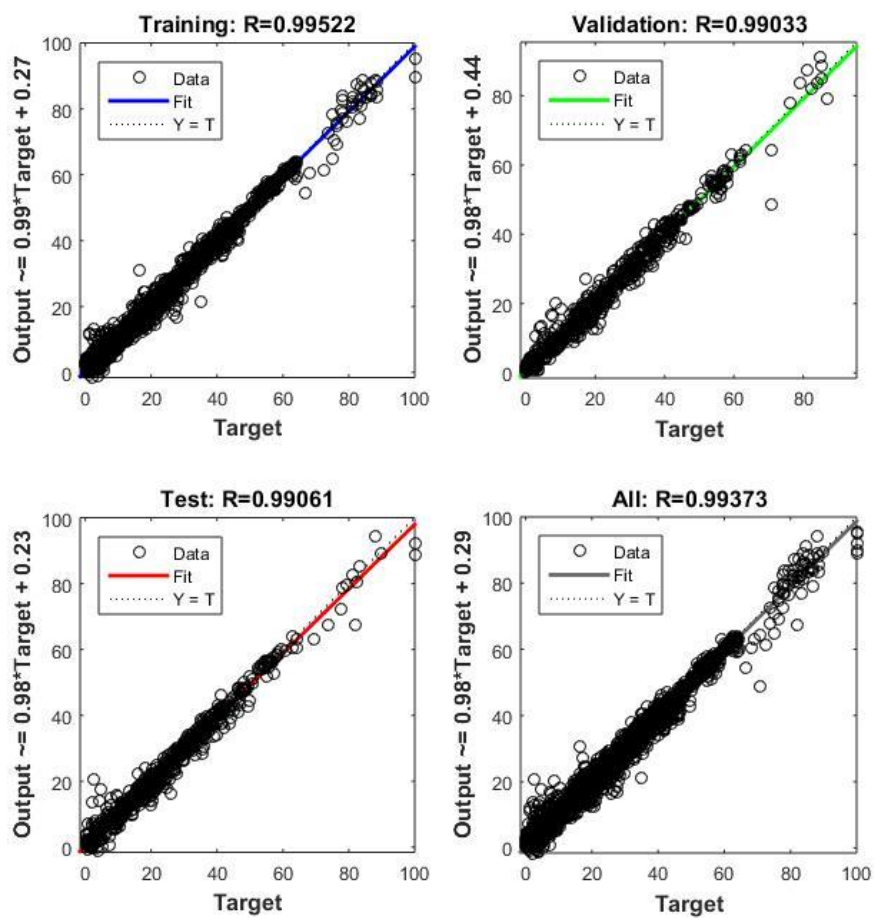 Training: R=0.99522
Output ~= 0.99*Target + 0.27
100
80
60
40
20
0
Data
Fit
Y = T
0 20 40 60 80 100
Target
Validation: R=0.99033
Output ~= 0.98*Target + 0.44
80
60
40
20
0
Data
Fit
Y = T
0 20 40 60 80
Target
Test: R=0.99061
Output ~= 0.98*Target + 0.23
100
80
60
40
20
0
Data
Fit
Y = T
0 20 40 60 80 100
Target
All: R=0.99373
Output ~= 0.98*Target + 0.29
100
80
60
40
20
0
Data
Fit
Y = T
0 20 40 60 80 100
Target